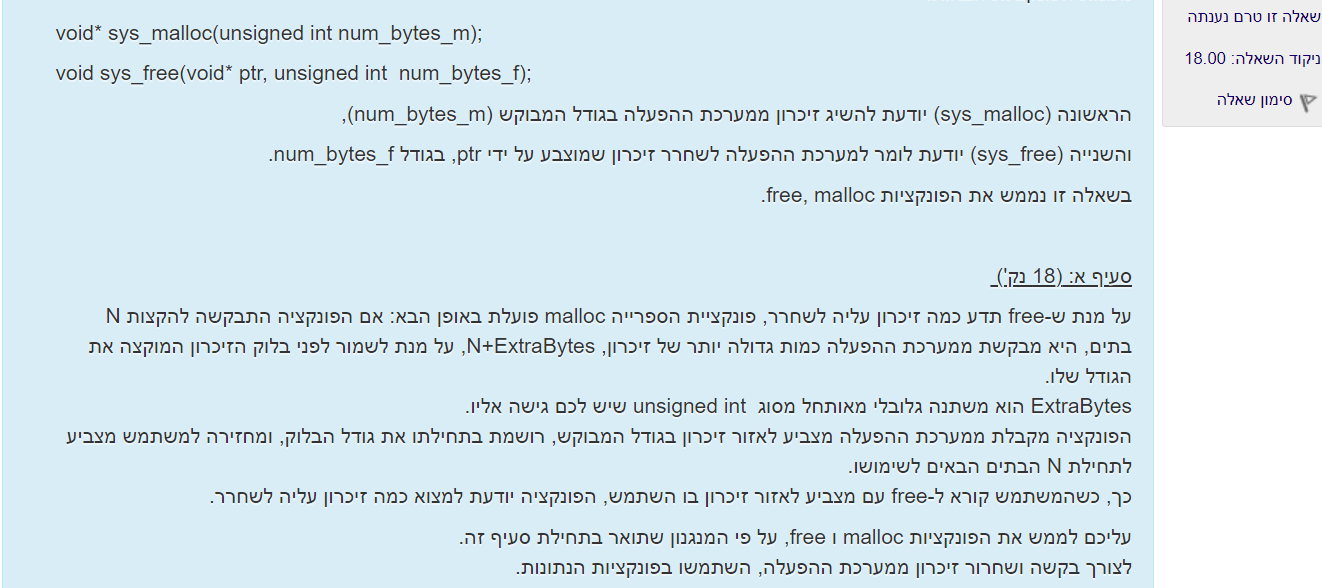 void* sys_malloc(unsigned int num_bytes_m);
void sys_free(void* ptr, unsigned int num_bytes_f);
הראשונה (sys_malloc) יודעת להשיג זיכרון ממערכת ההפעלה בגודל המבוקש (num_bytes_m),
והשנייה (sys_free) יודעת לומר למערכת ההפעלה לשחרר זיכרון שמוצבע על ידי ptr, בגודל num_bytes_f.
בשאלה זו נממש את הפונקציות free, malloc.
סעיף א: (18 נק')
על מנת ש-free תדע כמה זיכרון עליה לשחרר, פונקציית הספרייה malloc פועלת באופן הבא: אם הפונקציה התבקשה להקצות N
בתים, היא מבקשת ממערכת ההפעלה כמות גדולה יותר של זיכרון, N+ExtraBytes, על מנת לשמור לפני בלוק הזיכרון המוקצה את
הגודל שלו.
ExtraBytes הוא משתנה גלובלי מאותחל מסוג unsigned int שיש לכם גישה אליו.
הפונקציה מקבלת ממערכת ההפעלה מצביע לאזור זיכרון בגודל המבוקש, רושמת בתחילתו את גודל הבלוק, ומחזירה למשתמש מצביע
לתחילת N הבתים הבאים לשימושו.
כך, כשהמשתמש קורא ל-free עם מצביע לאזור זיכרון בו השתמש, הפונקציה יודעת למצוא כמה זיכרון עליה לשחרר.
עליכם לממש את הפונקציות malloc ו free, על פי המנגנון שתואר בתחילת סעיף זה.
לצורך בקשה ושחרור זיכרון ממערכת ההפעלה, השתמשו בפונקציות הנתונות.
שאלה זו טרם נענתה
ניקוד השאלה: 18.00
סימון שאלה